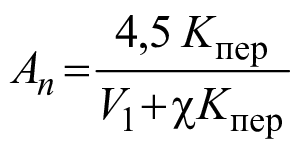 Aₙ = 4,5 Kпер / (V₁ + χKпер)